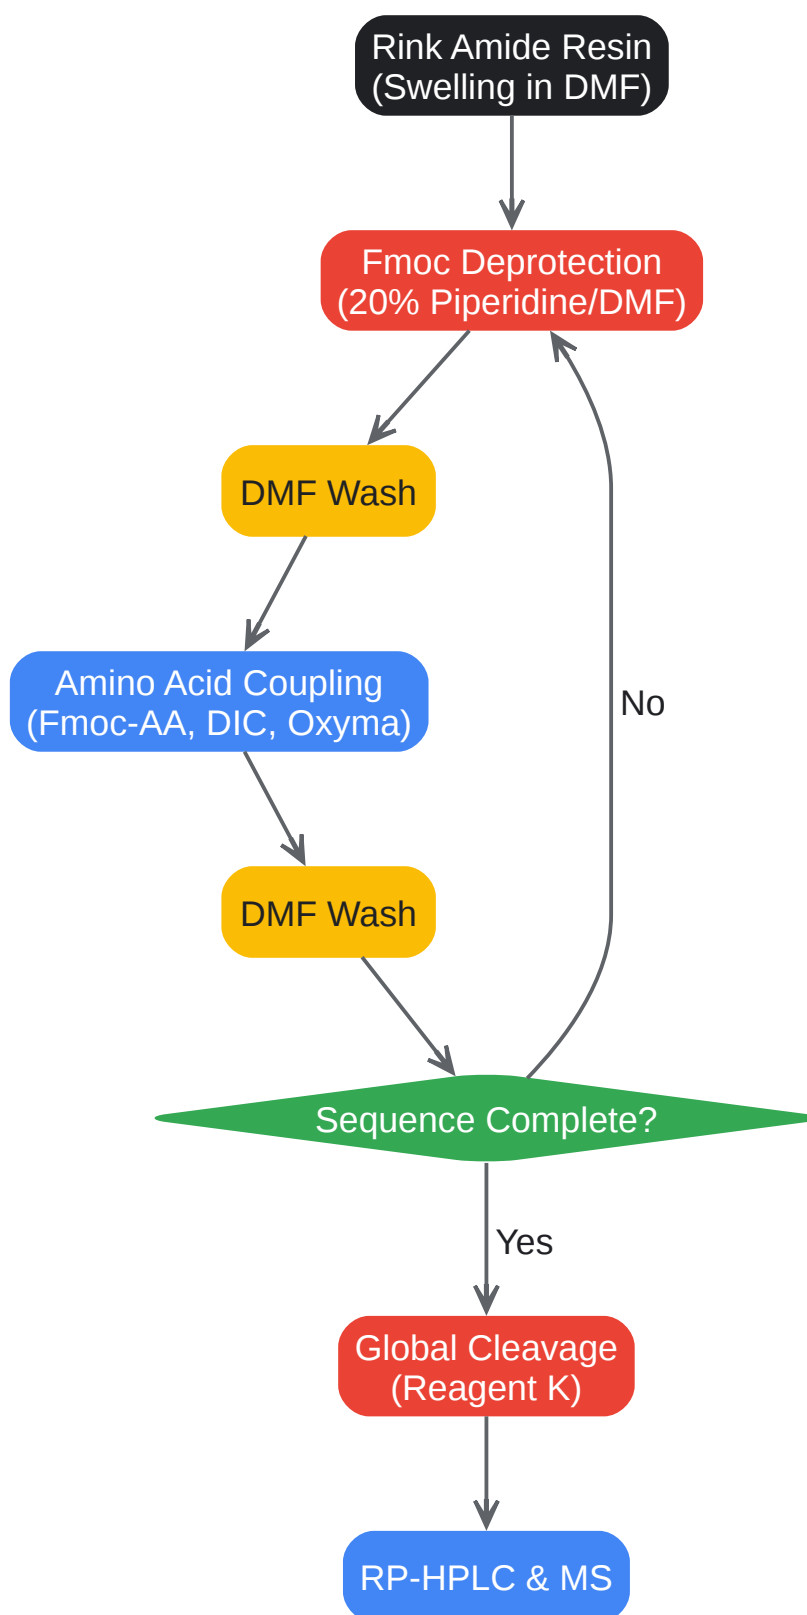 Rink Amide Resin
(Swelling in DMF)
Fmoc Deprotection
(20% Piperidine/DMF)
DMF Wash
Amino Acid Coupling
(Fmoc-AA, DIC, Oxyma)
No
DMF Wash
Sequence Complete?
Yes
Global Cleavage
(Reagent K)
RP-HPLC & MS